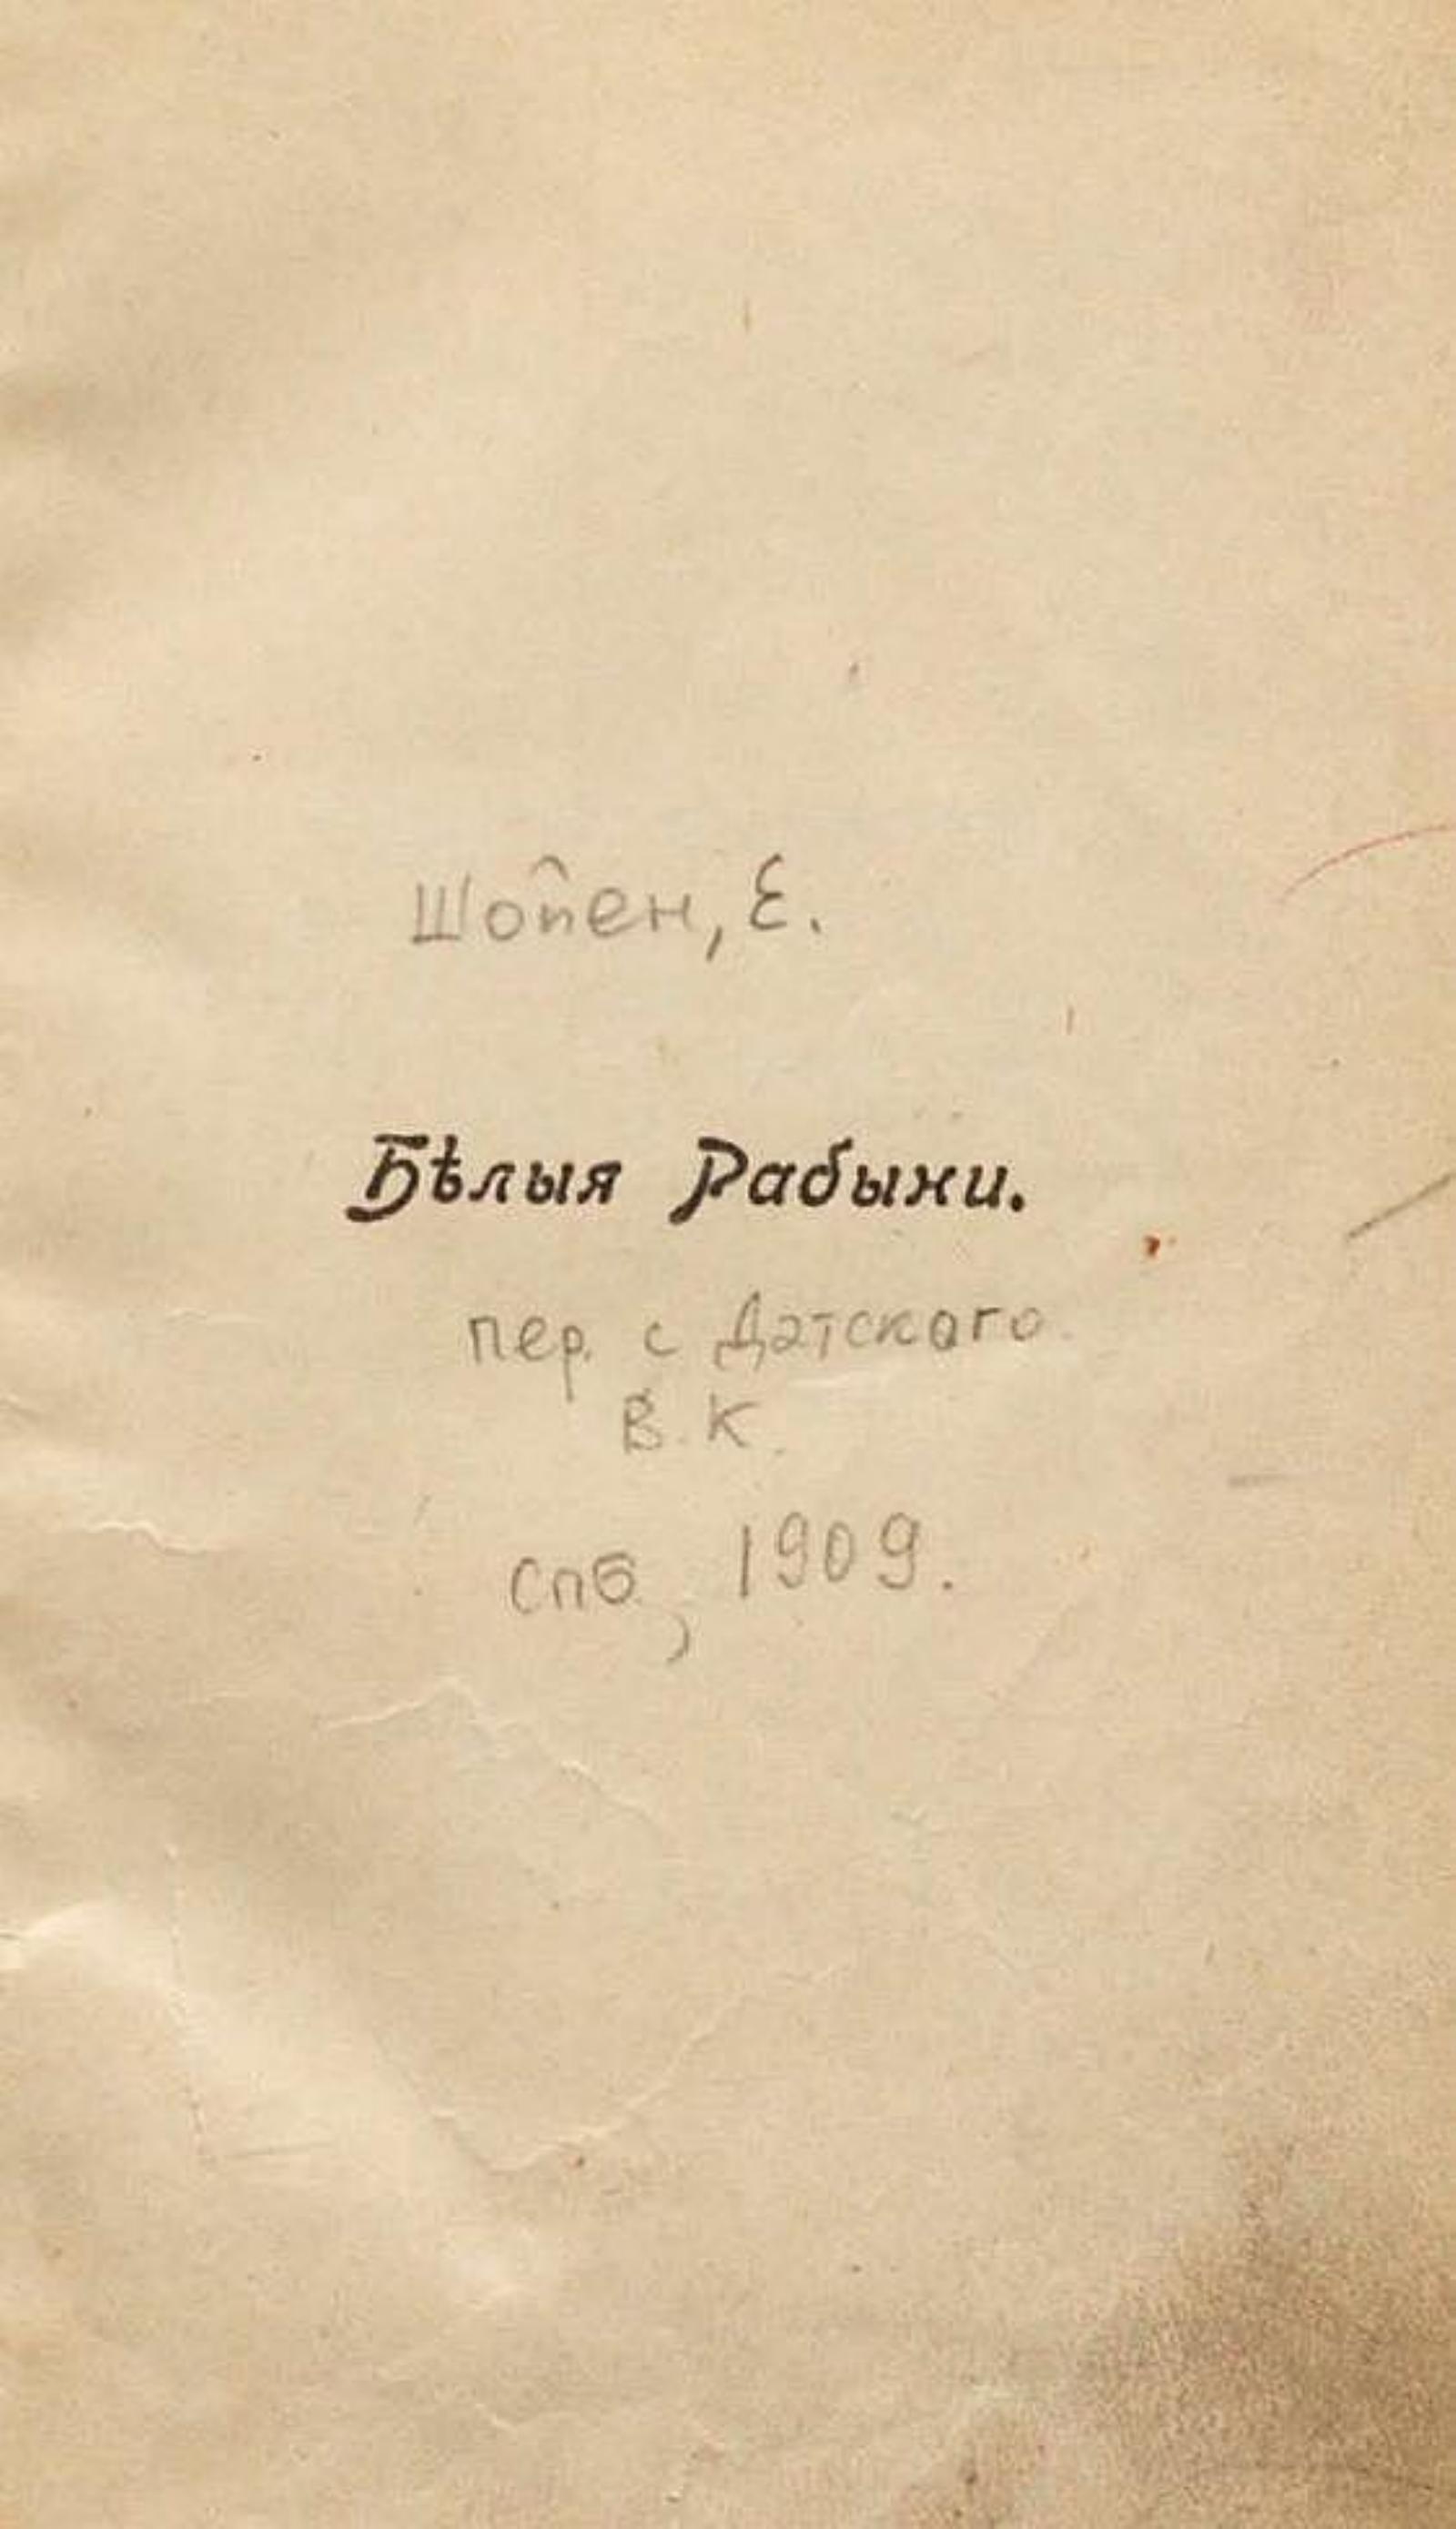 Шопен, Е.
Бѣлыя Рабыни.
пер. с Датского
В. К.
Спб, 1909.